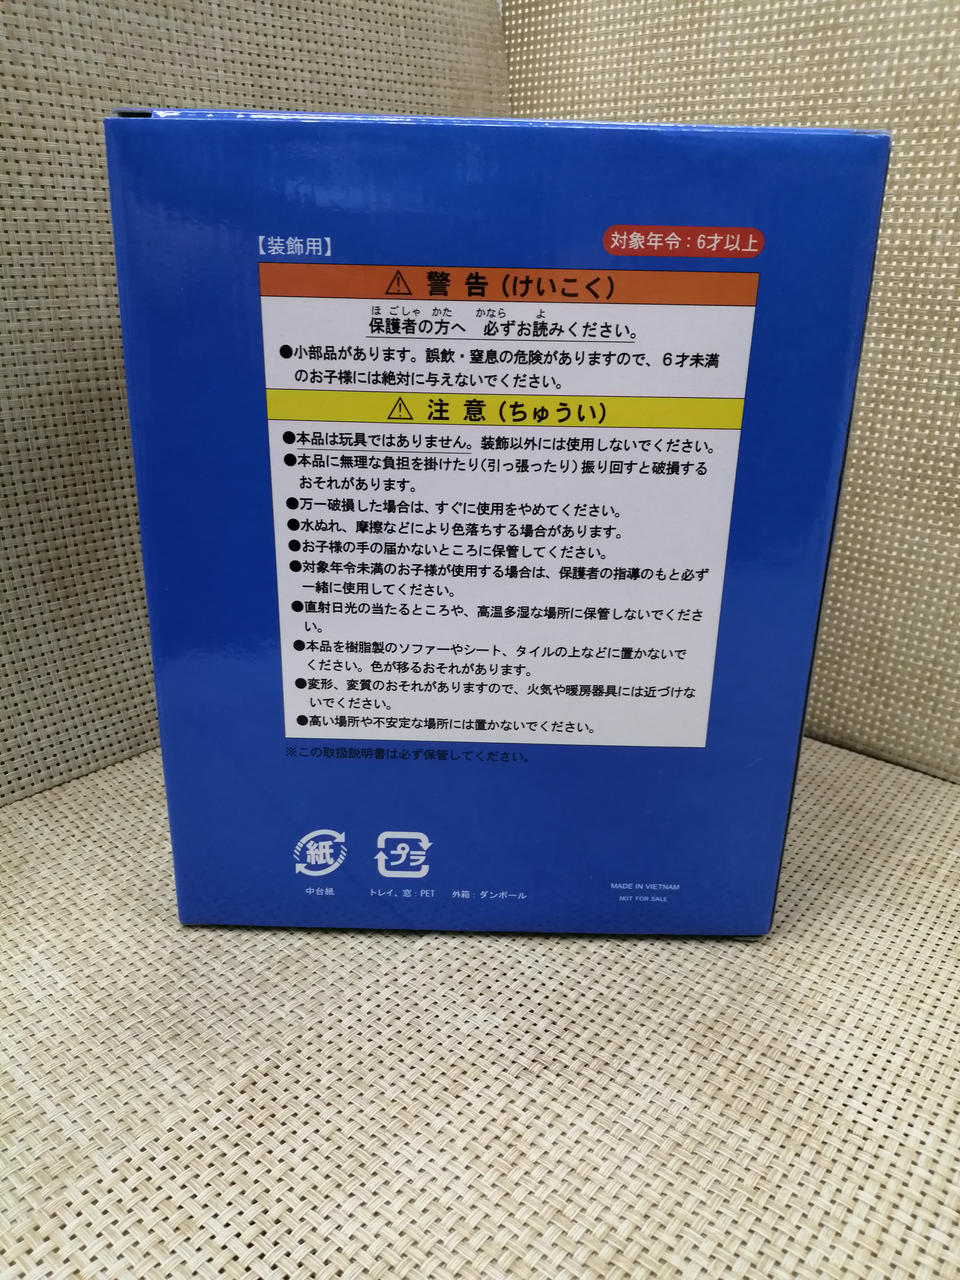 【装飾用】
対象年令：6才以上
⚠ 警告（けいこく）
ほごしゃ かた かなら よ
保護者の方へ 必ずお読みください。
●小部品があります。誤飲・窒息の危険がありますので、６才未満
のお子様には絶対に与えないでください。
⚠ 注意（ちゅうい）
●本品は玩具ではありません。装飾以外には使用しないでください。
●本品に無理な負担を掛けたり（引っ張ったり）振り回すと破損する
おそれがあります。
●万一破損した場合は、すぐに使用をやめてください。
●水ぬれ、摩擦などにより色落ちする場合があります。
●お子様の手の届かないところに保管してください。
●対象年令未満のお子様が使用する場合は、保護者の指導のもと必ず
一緒に使用してください。
●直射日光の当たるところや、高温多湿な場所に保管しないでくださ
い。
●本品を樹脂製のソファーやシート、タイルの上などに置かないで
ください。色が移るおそれがあります。
●変形、変質のおそれがありますので、火気や暖房器具には近づけな
いでください。
●高い場所や不安定な場所には置かないでください。
※この取扱説明書は必ず保管してください。
紙 プラ
中台紙 トレイ、窓：PET 外箱：ダンボール
MADE IN VIETNAM
NOT FOR SALE